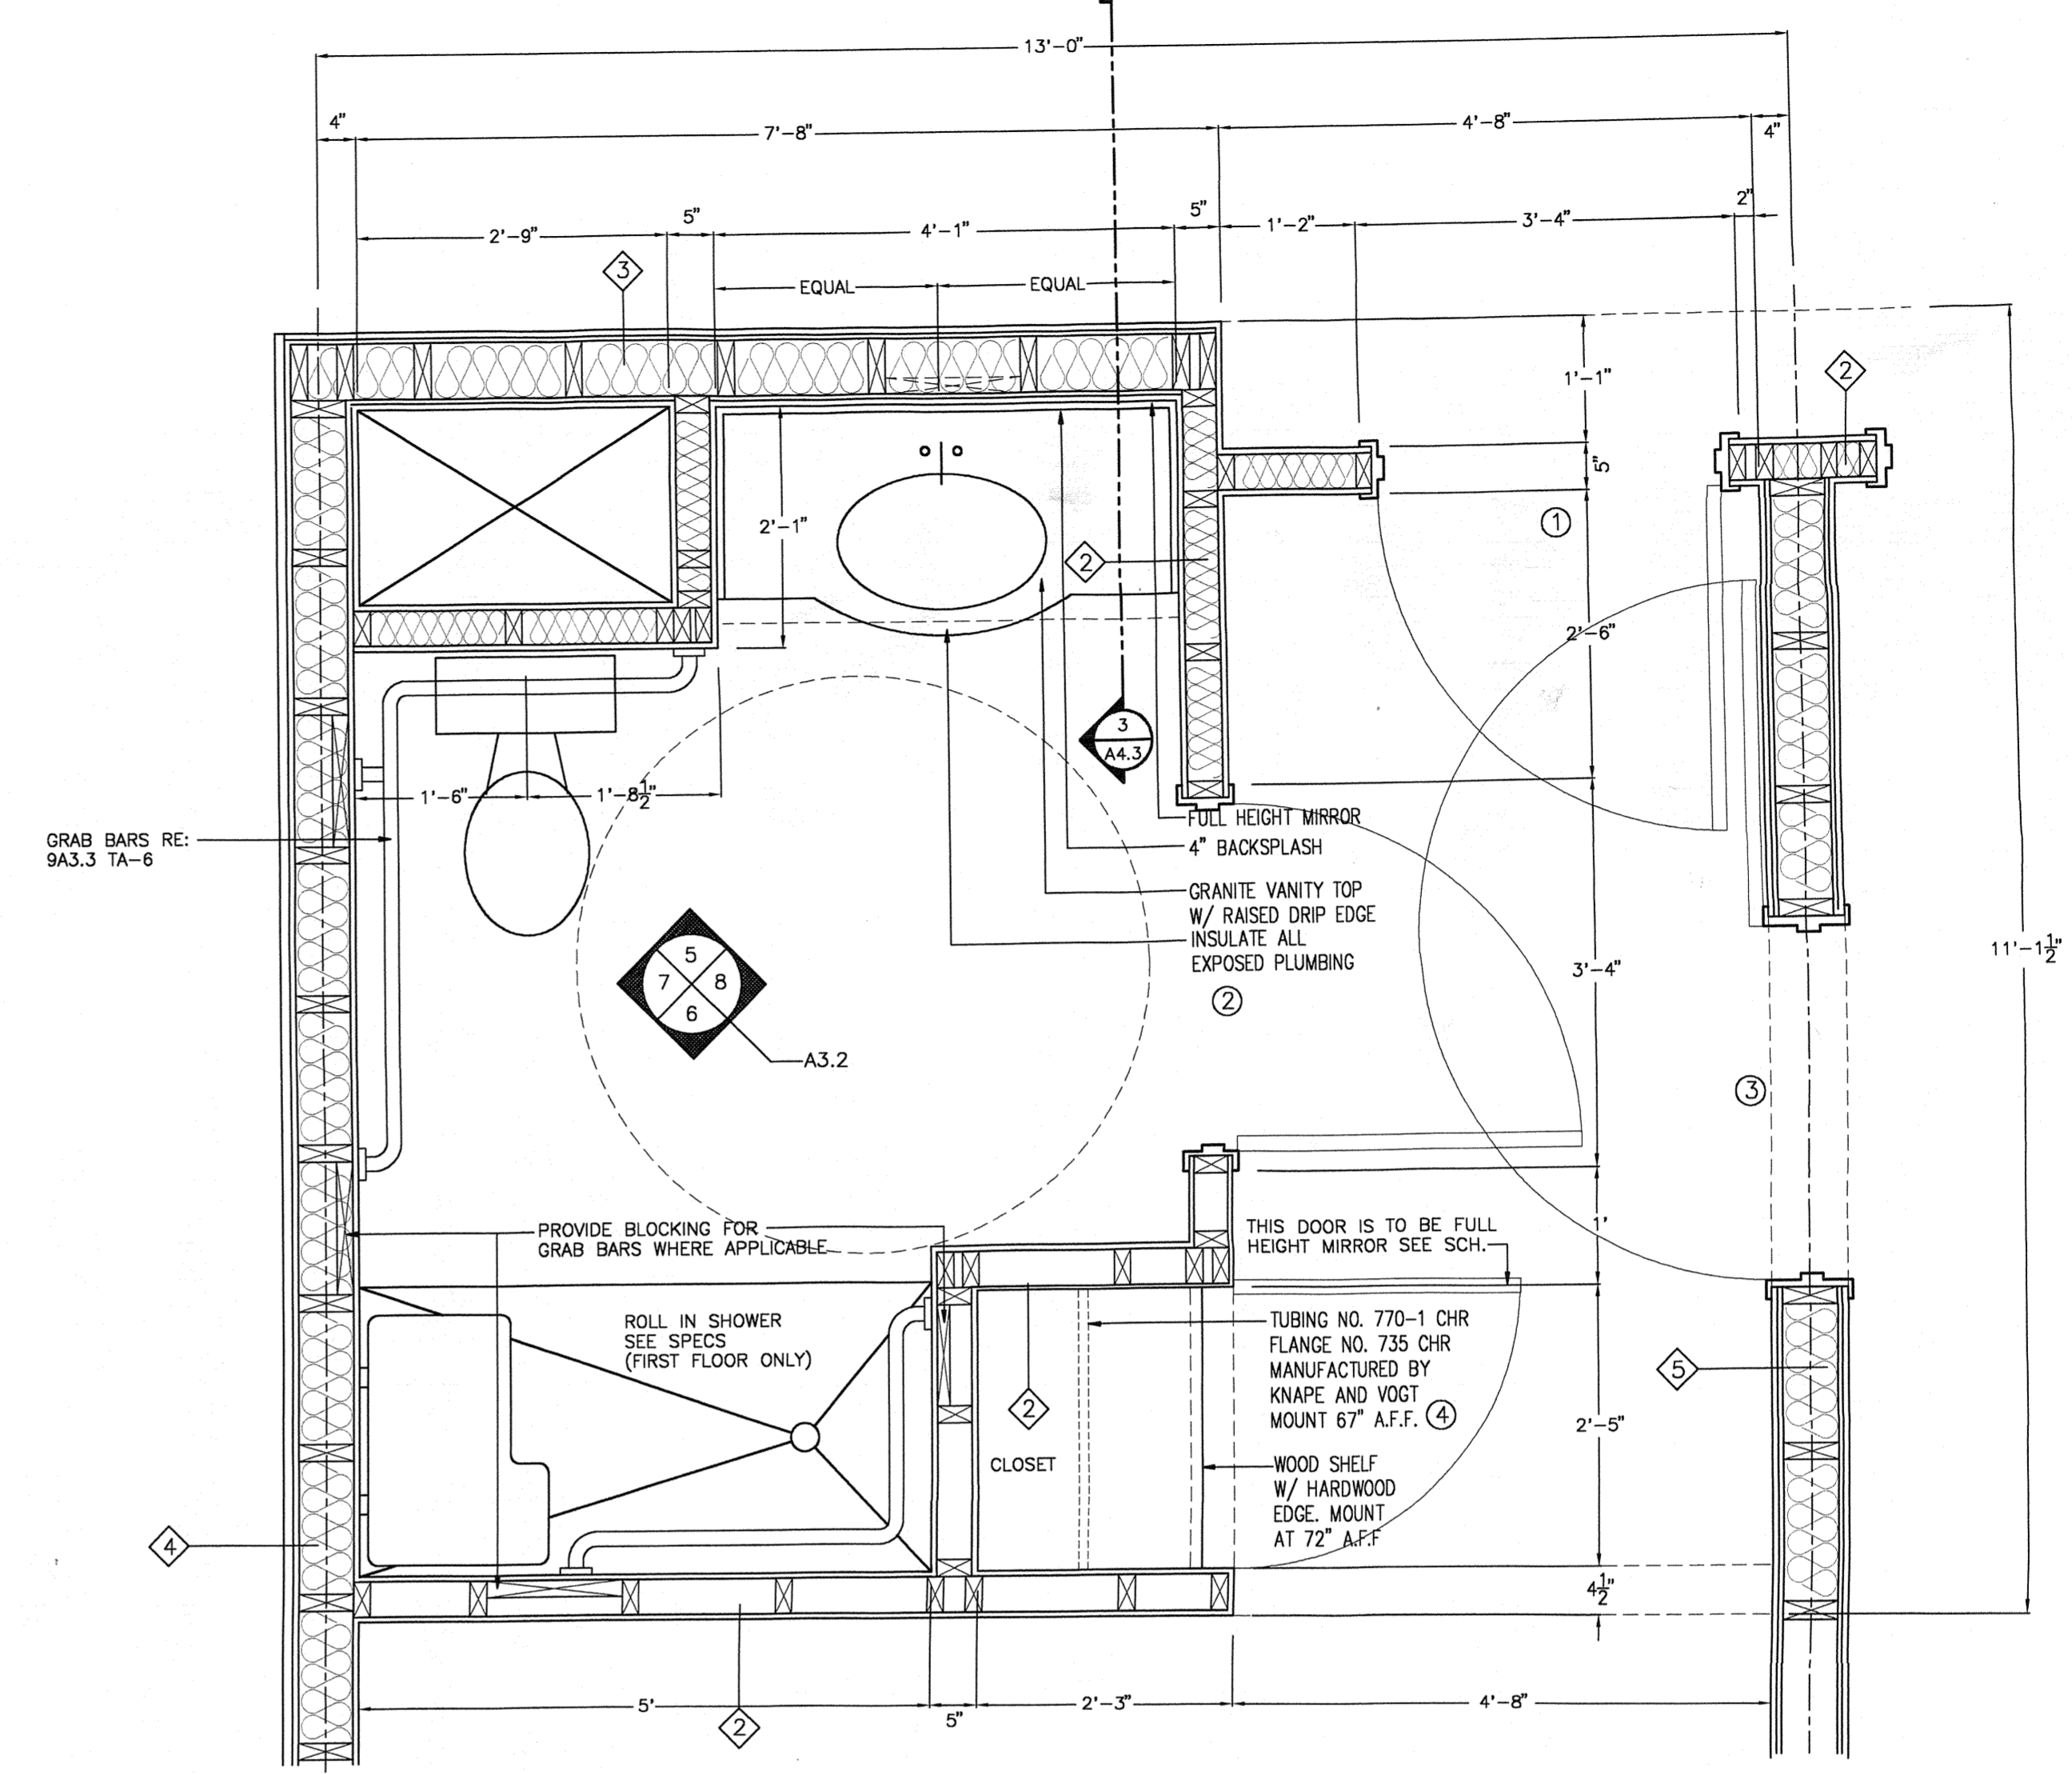 13'-0"
4"
7'-8"
4'-8"
4"
2'-9"
5"
4'-1"
5"
1'-2"
3'-4"
2"
3
EQUAL
EQUAL
1'-1"
2
5"
1
2'-1"
2
2'-6"
3
A4.3
1'-6"
1'-8½"
FULL HEIGHT MIRROR
4" BACKSPLASH
GRAB BARS RE:
9A3.3 TA-6
GRANITE VANITY TOP
W/ RAISED DRIP EDGE
INSULATE ALL
EXPOSED PLUMBING
11'-1½"
5
7 8
6
2
3'-4"
A3.2
3
PROVIDE BLOCKING FOR
GRAB BARS WHERE APPLICABLE
THIS DOOR IS TO BE FULL
HEIGHT MIRROR SEE SCH.
1'
ROLL IN SHOWER
SEE SPECS
(FIRST FLOOR ONLY)
TUBING NO. 770-1 CHR
FLANGE NO. 735 CHR
MANUFACTURED BY
KNAPE AND VOGT
MOUNT 67" A.F.F. 4
5
2
2'-5"
CLOSET
WOOD SHELF
W/ HARDWOOD
EDGE. MOUNT
AT 72" A.F.F
4
4½"
5'
5"
2'-3"
4'-8"
2